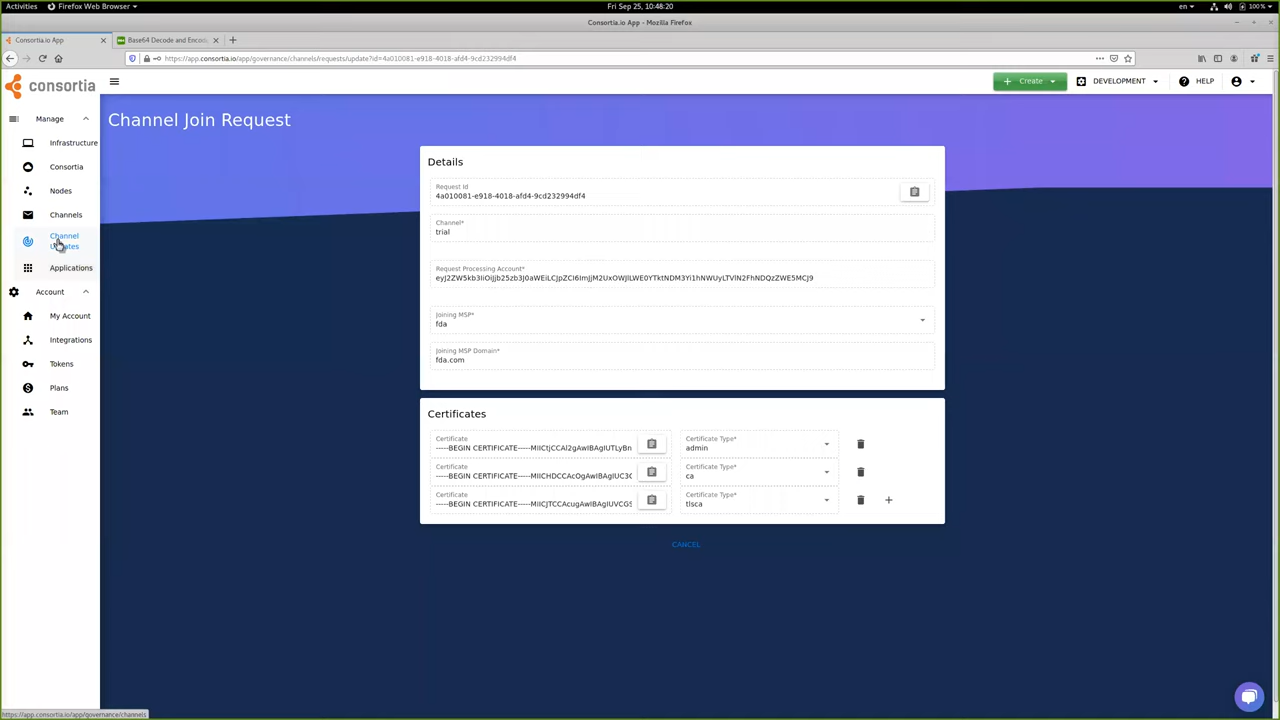 Activities
Firefox Web Browser
Fri Sep 25, 10:48:20
en
100%
Consortia.io App - Mozilla Firefox
Consortia.io App
Base64 Decode and Encod
https://app.consortia.io/app/governance/channels/requests/update?id=4a010081-e918-4018-afd4-9cd232994df4
consortia
Create
DEVELOPMENT
HELP
Manage
Infrastructure
Consortia
Nodes
Channels
Channel
Updates
Applications
Account
My Account
Integrations
Tokens
Plans
Team
Channel Join Request
Details
Request Id
4a010081-e918-4018-afd4-9cd232994df4
Channel*
trial
Request Processing Account*
Joining MSP*
fda
Joining MSP Domain*
fda.com
Certificates
Certificate
-----BEGIN CERTIFICATE-----
Certificate Type*
admin
Certificate
-----BEGIN CERTIFICATE-----
Certificate Type*
ca
Certificate
-----BEGIN CERTIFICATE-----
Certificate Type*
tlsca
CANCEL
https://app.consortia.io/app/governance/channels